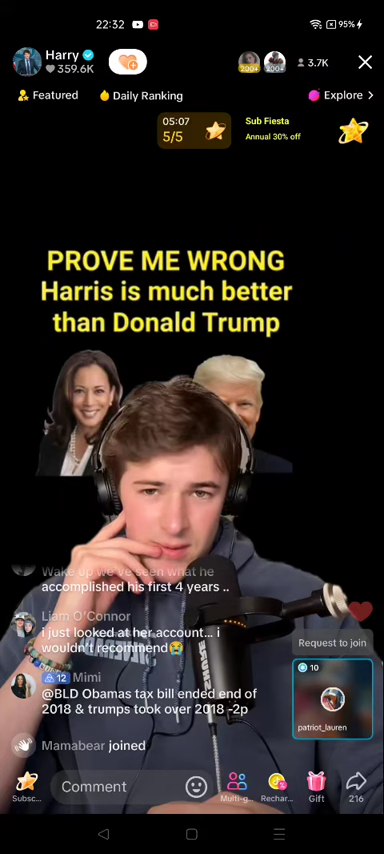 22:32
95%
Harry
359.6K
200+
200+
3.7K
Featured
Daily Ranking
Explore >
05:07
5/5
Sub Fiesta
Annual 30% off
PROVE ME WRONG
Harris is much better
than Donald Trump
Wake up we've seen what he
accomplished his first 4 years ..
Liam O'Connor
i just looked at her account... i
wouldn't recommend😭
Request to join
12 Mimi
@BLD Obamas tax bill ended end of
2018 & trumps took over 2018 -2p
10
patriot_lauren
Mamabear joined
Comment
Subsc...
Multi-g...
Rechar...
Gift
216